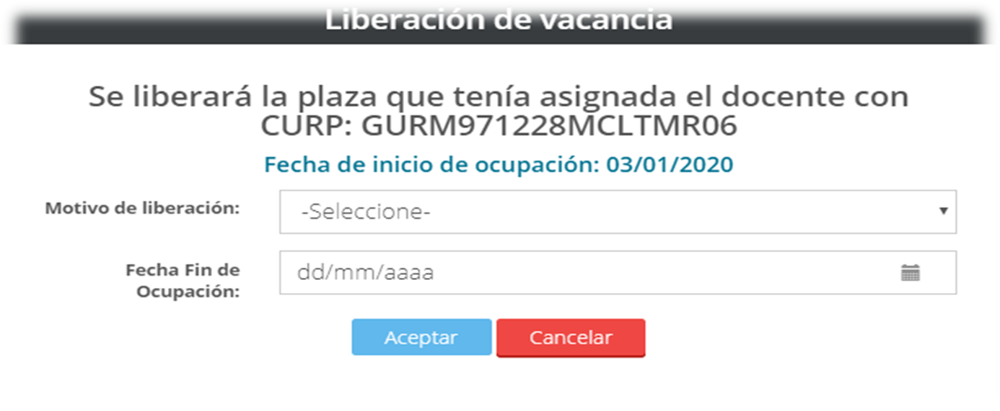 Liberación de vacancia
Se liberará la plaza que tenía asignada el docente con
CURP: GURM971228MCLTMR06
Fecha de inicio de ocupación: 03/01/2020
Motivo de liberación:
-Seleccione-
Fecha Fin de
Ocupación:
dd/mm/aaaa
Aceptar
Cancelar